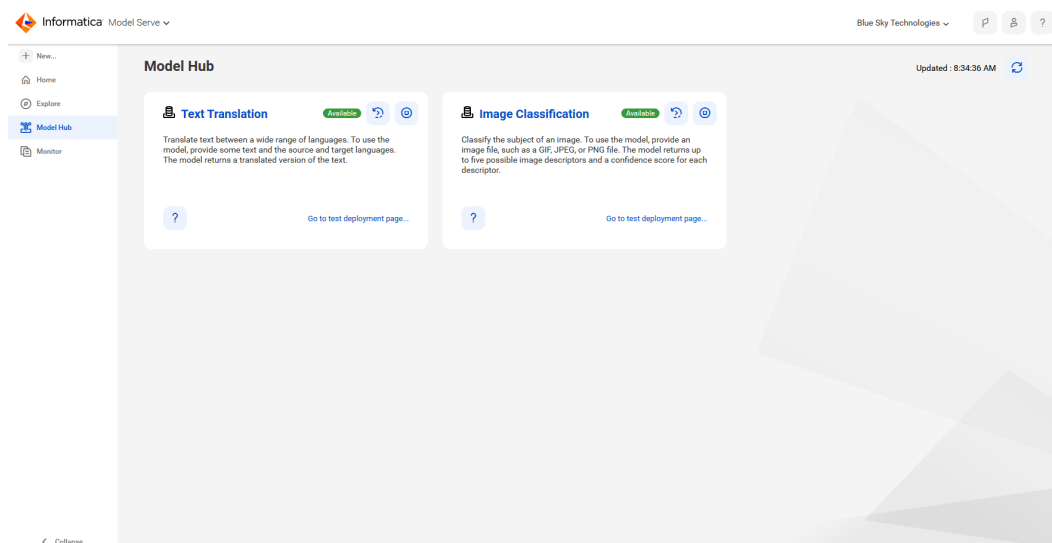 Informatica Model Serve
Blue Sky Technologies
?
New...
Home
Explore
Model Hub
Monitor
Collapse
Model Hub
Updated : 8:34:36 AM
Text Translation Available
Translate text between a wide range of languages. To use the
model, provide some text and the source and target languages.
The model returns a translated version of the text.
? Go to test deployment page...
Image Classification Available
Classify the subject of an image. To use the model, provide an
image file, such as a GIF, JPEG, or PNG file. The model returns up
to five possible image descriptors and a confidence score for each
descriptor.
? Go to test deployment page...